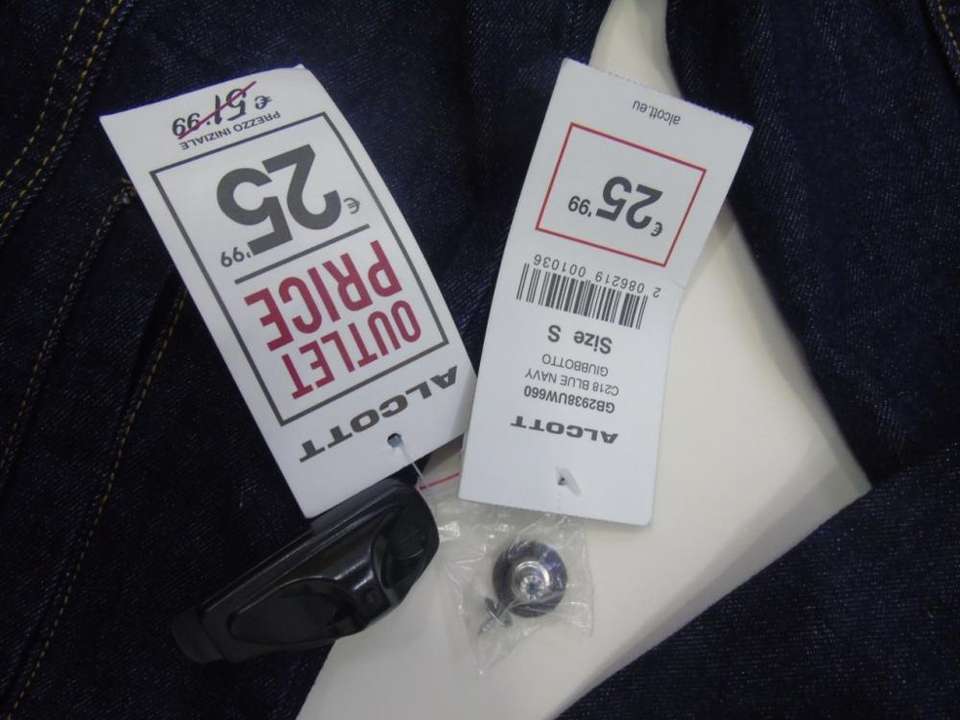 ALCOTT
OUTLET
PRICE
€ 25'99
PREZZO INIZIALE
€ 51,99
ALCOTT
GB2938UW660
C218 BLUE NAVY
GIUBBOTTO
Size S
2 086219 001036
€ 25'99
alcott.eu